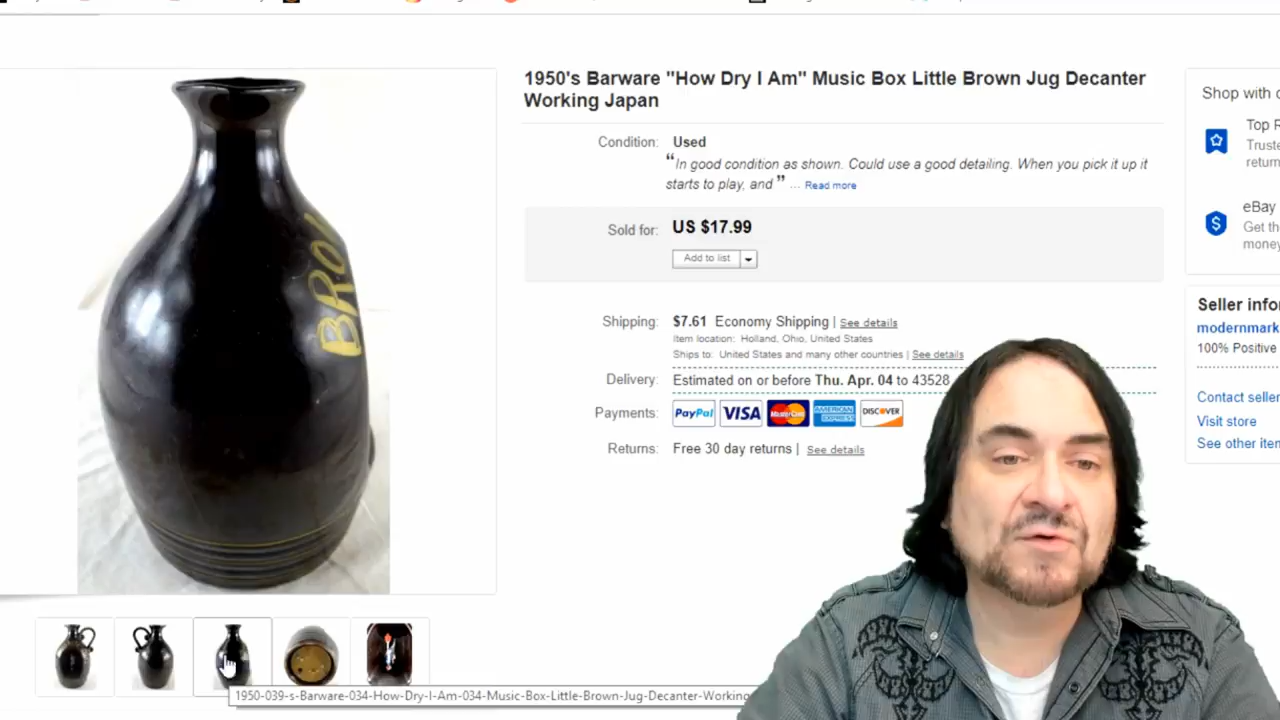 1950's Barware "How Dry I Am" Music Box Little Brown Jug Decanter
Working Japan
Condition: Used
"In good condition as shown. Could use a good detailing. When you pick it up it
starts to play, and " ... Read more
Sold for: US $17.99
Add to list
Shipping: $7.61 Economy Shipping | See details
Item location: Holland, Ohio, United States
Ships to: United States and many other countries | See details
Delivery: Estimated on or before Thu. Apr. 04 to 43528
Payments: PayPal VISA MasterCard AMERICAN EXPRESS DISCOVER
Returns: Free 30 day returns | See details
Shop with
Top R
Truste
return
eBay
Get th
money
Seller info
modernmark
100% Positive
Contact seller
Visit store
See other item
BRO
1950-039-s-Barware-034-How-Dry-I-Am-034-Music-Box-Little-Brown-Jug-Decanter-Working